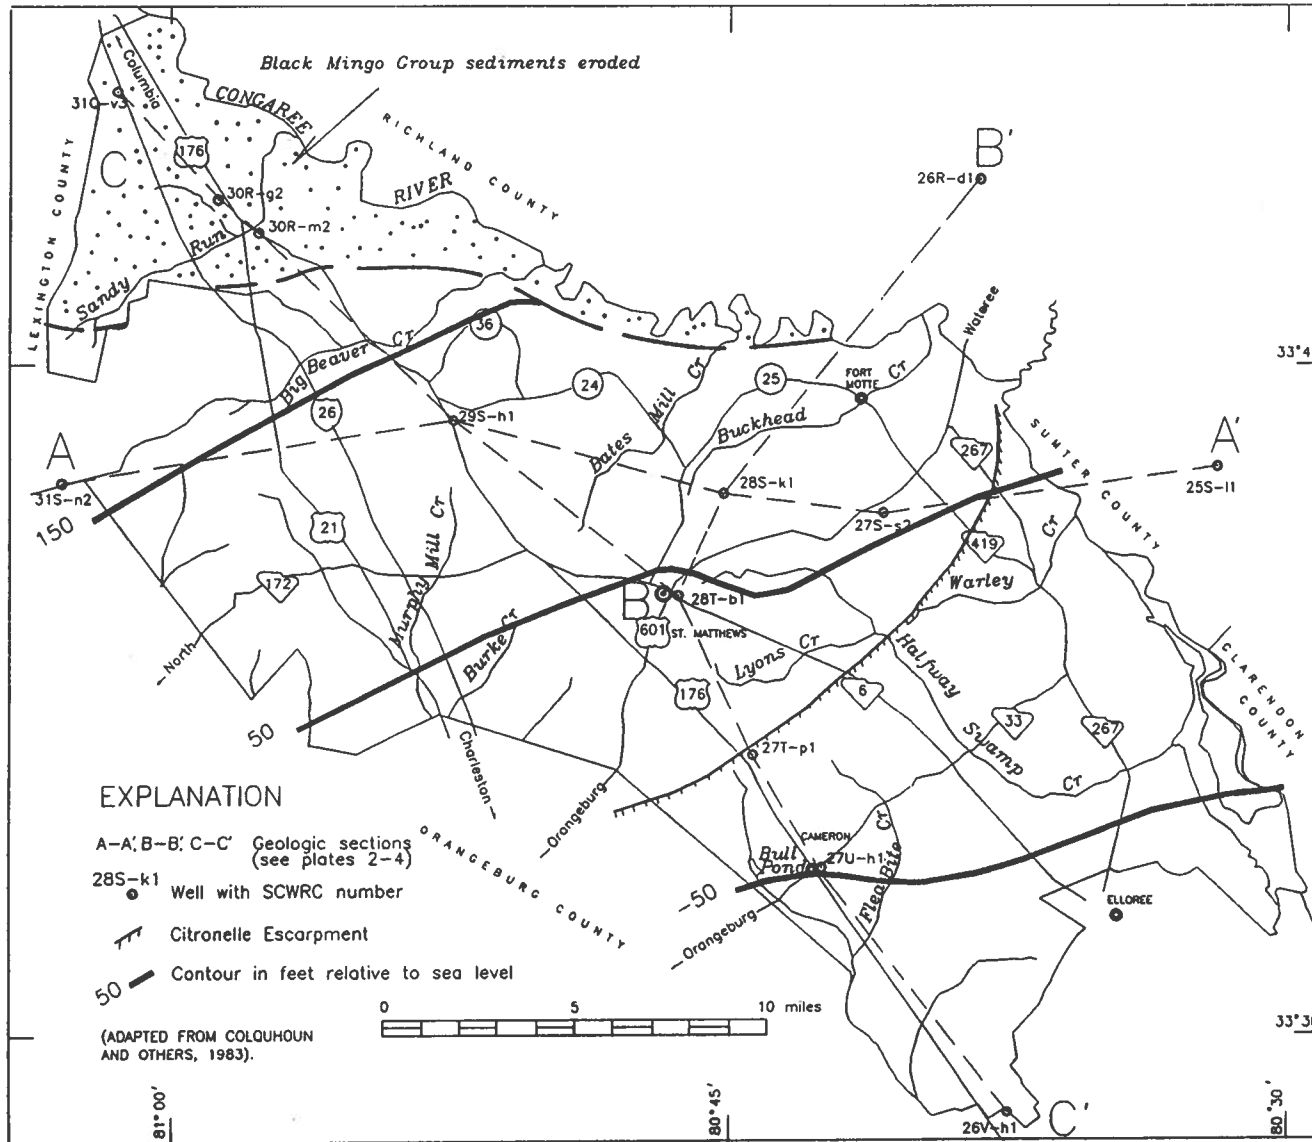 Columbia
Black Mingo Group sediments eroded
31Q-v3
CONGAREE
RIVER
RICHLAND COUNTY
LEXINGTON COUNTY
176
C
30R-g2
30R-m2
Sandy Run
B'
26R-d1
Wateree
33°4
36
Big Beaver Cr
26
24
25
FORT MOTTE
Bates Mill Cr
Buckhead Cr
29S-h1
A
31S-n2
150
28S-k1
27S-s2
267
SUMTER COUNTY
A'
25S-l1
21
172
Murphy Mill Cr
419
Warley Cr
North
B
28T-b1
601
ST. MATTHEWS
Burke Cr
Lyons Cr
Halfway Swamp Cr
176
6
33
267
CLARENDON COUNTY
50
27T-p1
Charleston
Orangeburg
ORANGEBURG COUNTY
CAMERON
Bull Pond
27U-h1
Flea Bite Cr
-50
Orangeburg
ELLOREE
EXPLANATION
A-A', B-B', C-C' Geologic sections
(see plates 2-4)
28S-k1
Well with SCWRC number
Citronelle Escarpment
50 Contour in feet relative to sea level
(ADAPTED FROM COLQUHOUN
AND OTHERS, 1983).
0 5 10 miles
33°3
26V-h1
C'
81°00'
80°45'
80°30'